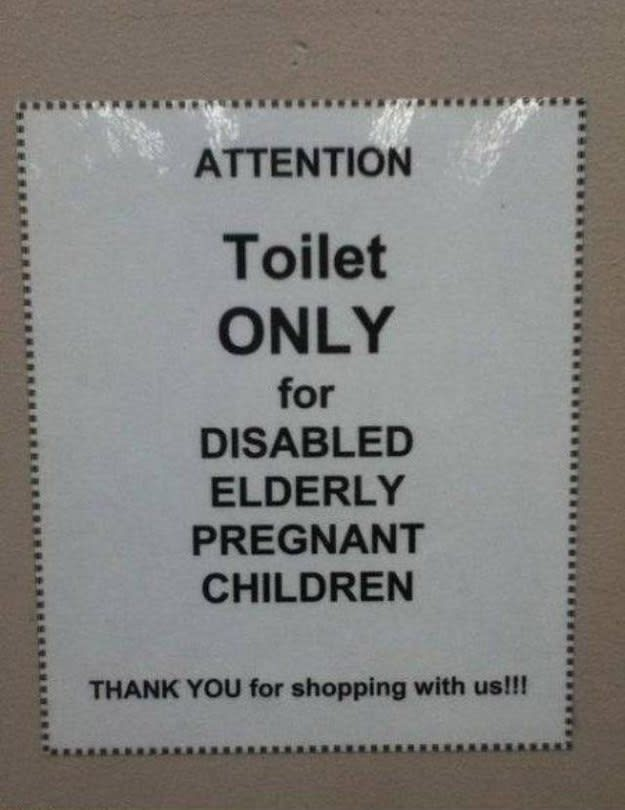 ATTENTION
Toilet
ONLY
for
DISABLED
ELDERLY
PREGNANT
CHILDREN
THANK YOU for shopping with us!!!